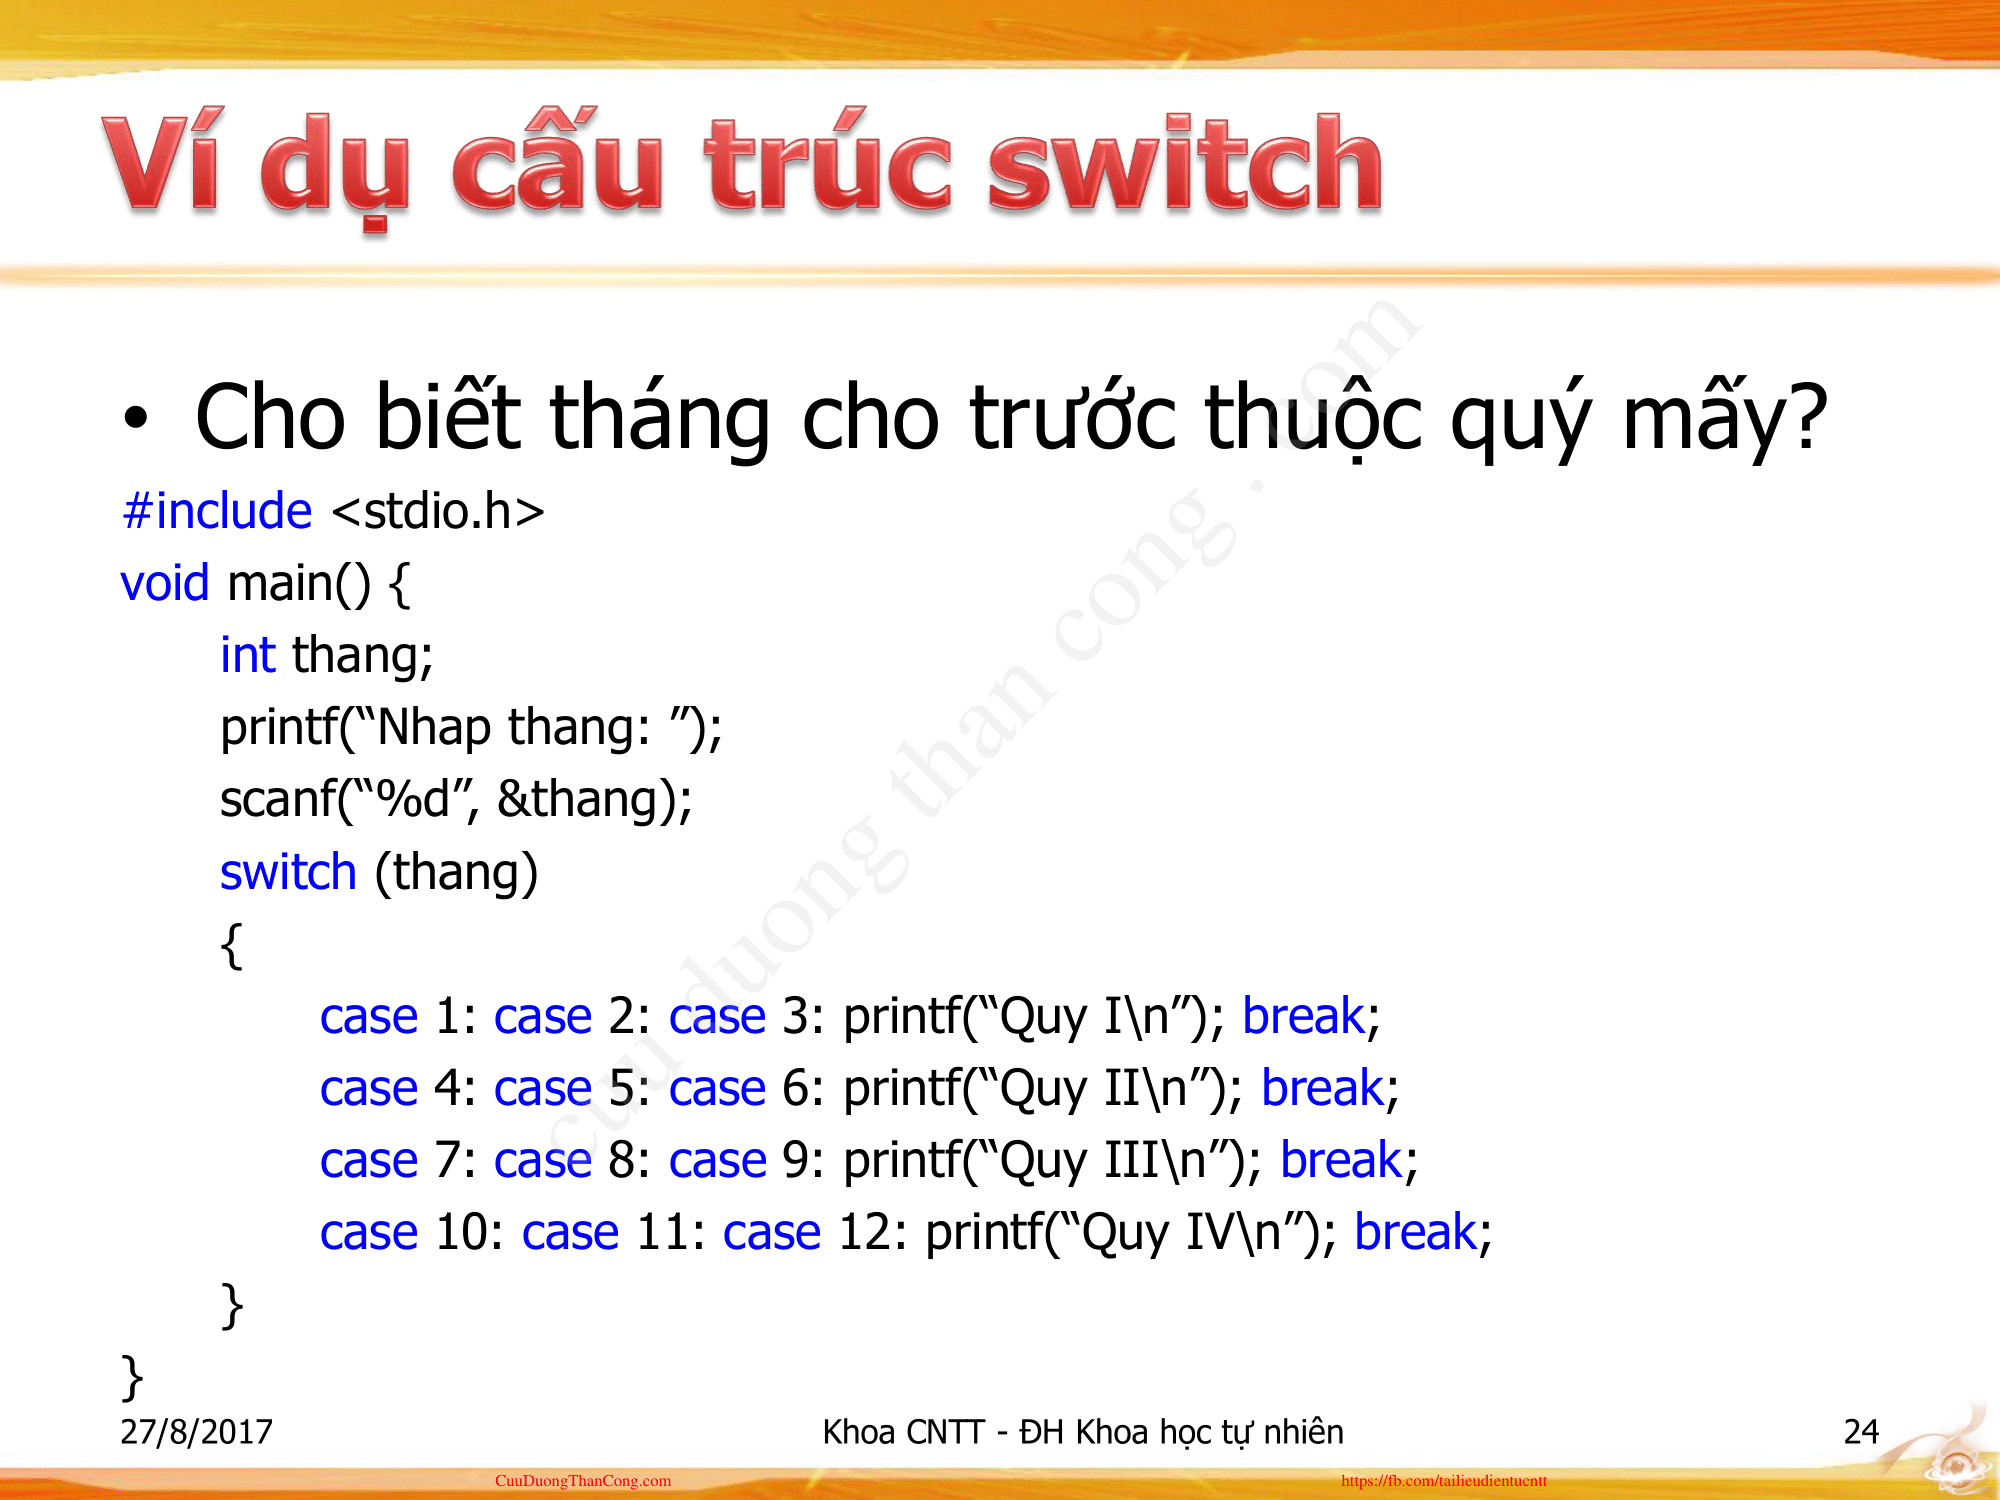 Ví dụ cấu trúc switch
• Cho biết tháng cho trước thuộc quý mấy?
#include <stdio.h>
void main() {
int thang;
printf(“Nhap thang: ”);
scanf(“%d”, &thang);
switch (thang)
{
case 1: case 2: case 3: printf(“Quy I\n”); break;
case 4: case 5: case 6: printf(“Quy II\n”); break;
case 7: case 8: case 9: printf(“Quy III\n”); break;
case 10: case 11: case 12: printf(“Quy IV\n”); break;
}
}
cuu duong than cong . com
27/8/2017
Khoa CNTT - ĐH Khoa học tự nhiên
24
CuuDuongThanCong.com
https://fb.com/tailieudientucntt